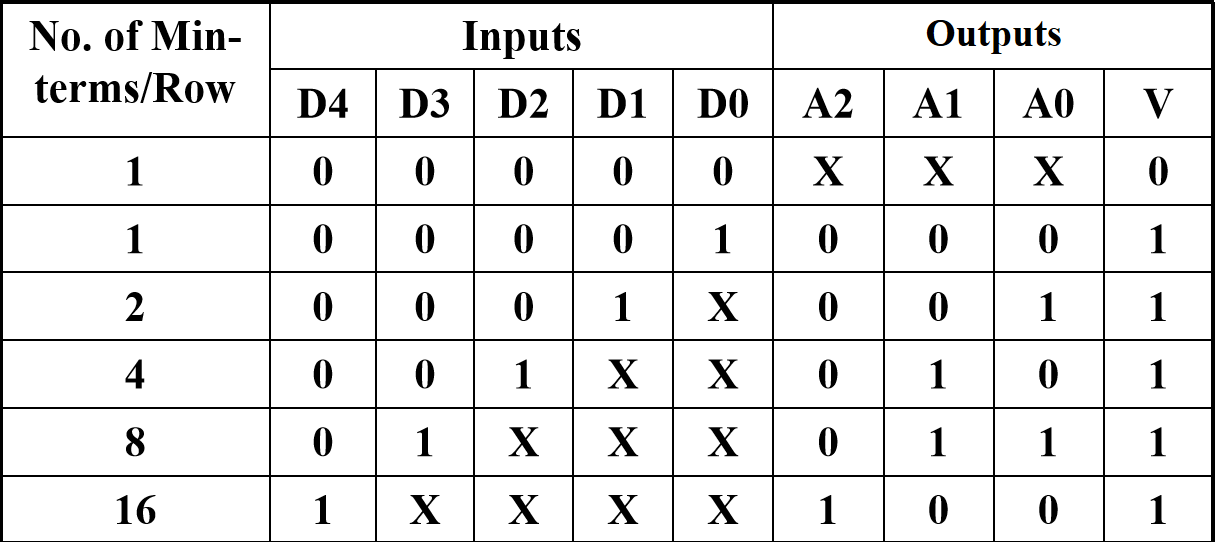 No. of Min-terms/Row Inputs Outputs
D4 D3 D2 D1 D0 A2 A1 A0 V
1 0 0 0 0 0 X X X 0
1 0 0 0 0 1 0 0 0 1
2 0 0 0 1 X 0 0 1 1
4 0 0 1 X X 0 1 0 1
8 0 1 X X X 0 1 1 1
16 1 X X X X 1 0 0 1